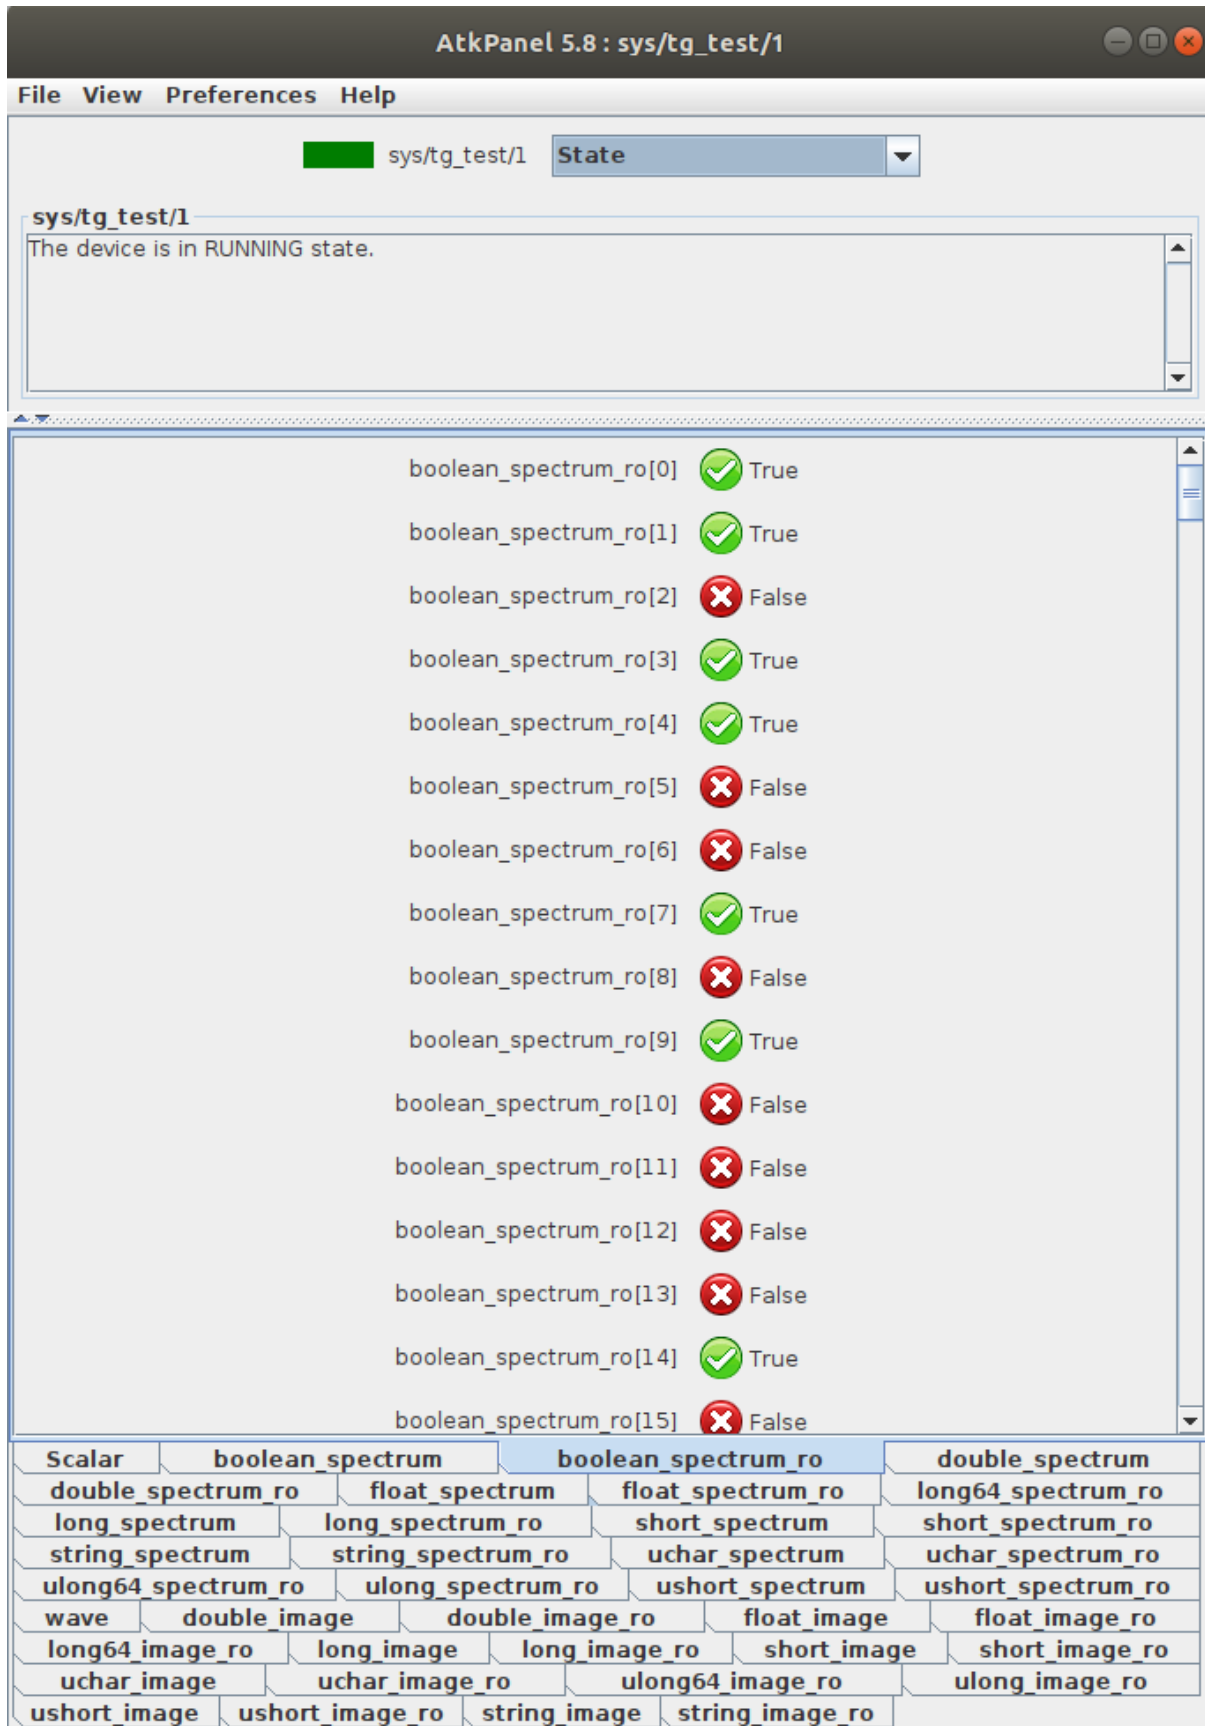 AtkPanel 5.8 : sys/tg_test/1
File View Preferences Help
sys/tg_test/1 State
sys/tg_test/1
The device is in RUNNING state.
boolean_spectrum_ro[0] True
boolean_spectrum_ro[1] True
boolean_spectrum_ro[2] False
boolean_spectrum_ro[3] True
boolean_spectrum_ro[4] True
boolean_spectrum_ro[5] False
boolean_spectrum_ro[6] False
boolean_spectrum_ro[7] True
boolean_spectrum_ro[8] False
boolean_spectrum_ro[9] True
boolean_spectrum_ro[10] False
boolean_spectrum_ro[11] False
boolean_spectrum_ro[12] False
boolean_spectrum_ro[13] False
boolean_spectrum_ro[14] True
boolean_spectrum_ro[15] False
Scalar boolean_spectrum boolean_spectrum_ro double_spectrum
double_spectrum_ro float_spectrum float_spectrum_ro long64_spectrum_ro
long_spectrum long_spectrum_ro short_spectrum short_spectrum_ro
string_spectrum string_spectrum_ro uchar_spectrum uchar_spectrum_ro
ulong64_spectrum_ro ulong_spectrum_ro ushort_spectrum ushort_spectrum_ro
wave double_image double_image_ro float_image float_image_ro
long64_image_ro long_image long_image_ro short_image short_image_ro
uchar_image uchar_image_ro ulong64_image_ro ulong_image_ro
ushort_image ushort_image_ro string_image string_image_ro